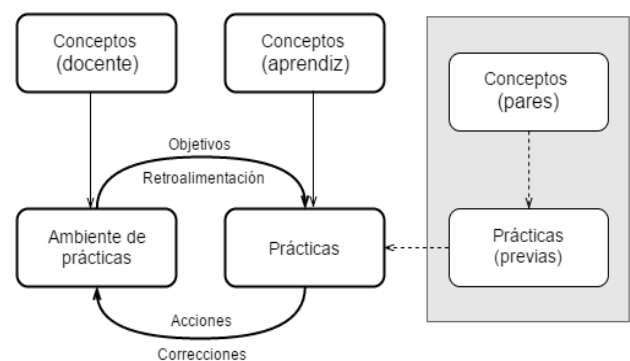 Conceptos
(docente)
Conceptos
(aprendiz)
Conceptos
(pares)
Objetivos
Retroalimentación
Ambiente de
prácticas
Prácticas
Prácticas
(previas)
Acciones
Correcciones